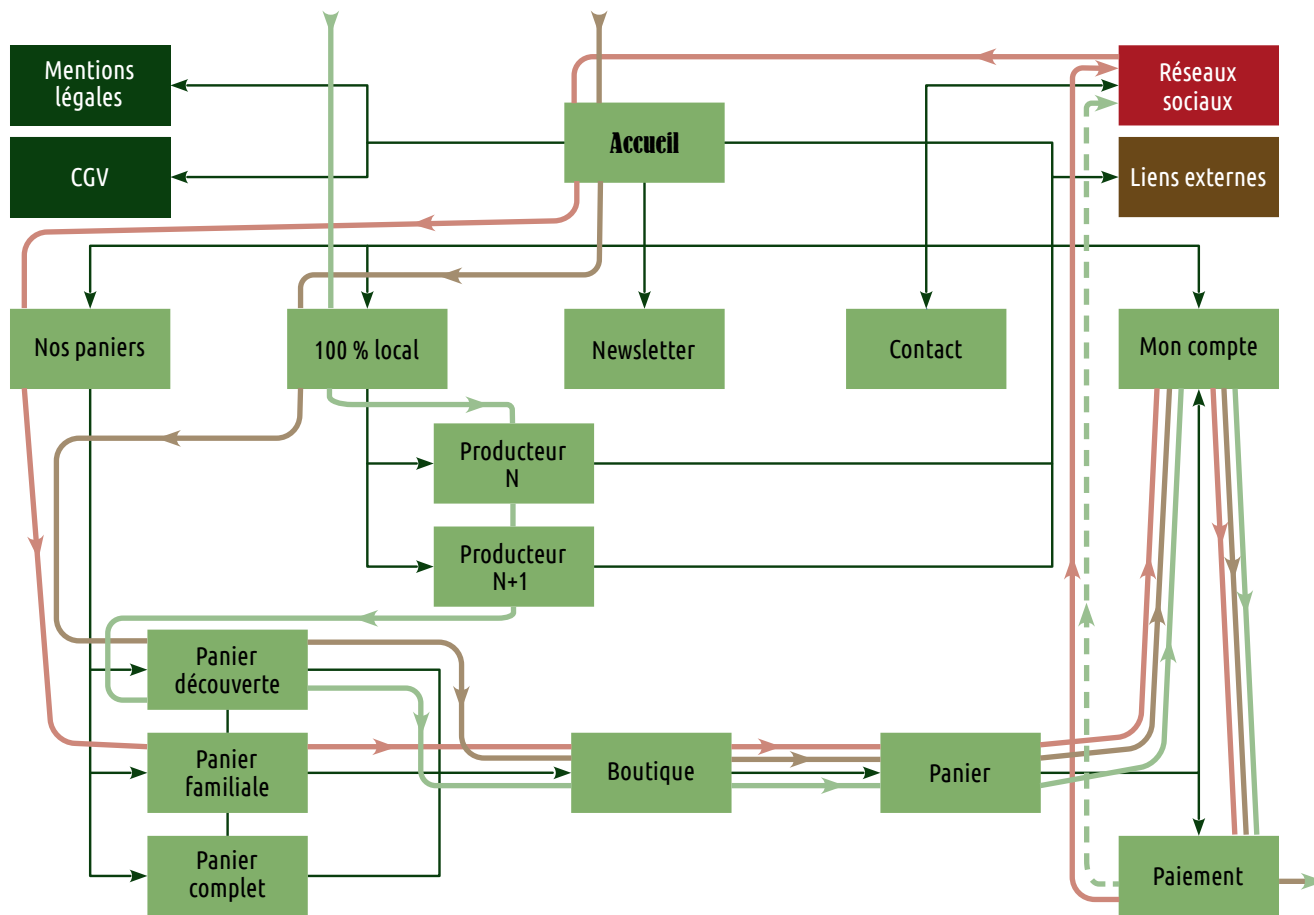 Mentions
légales
Réseaux
sociaux
Accueil
CGV
Liens externes
Nos paniers
100 % local
Newsletter
Contact
Mon compte
Producteur
N
Producteur
N+1
Panier
découverte
Panier
familiale
Boutique
Panier
Panier
complet
Paiement